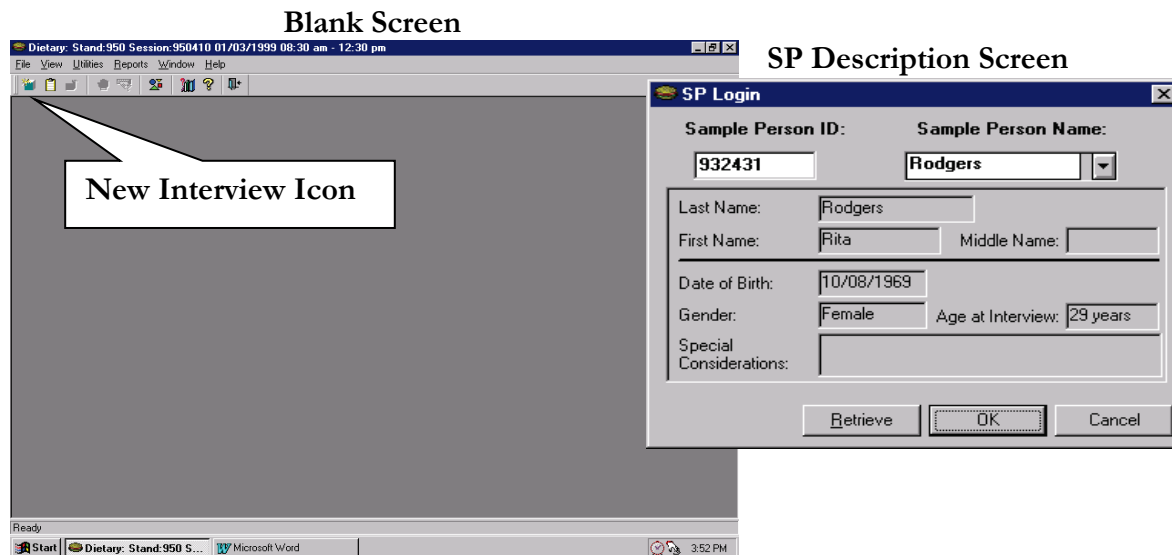 Blank Screen
Dietary: Stand:950 Session:950410 01/03/1999 08:30 am - 12:30 pm
File View Utilities Reports Window Help
New Interview Icon
Ready
Start Dietary: Stand:950 S... Microsoft Word 3:52 PM
SP Description Screen
SP Login
Sample Person ID: Sample Person Name:
932431 Rodgers
Last Name: Rodgers
First Name: Rita Middle Name:
Date of Birth: 10/08/1969
Gender: Female Age at Interview: 29 years
Special
Considerations:
Retrieve OK Cancel